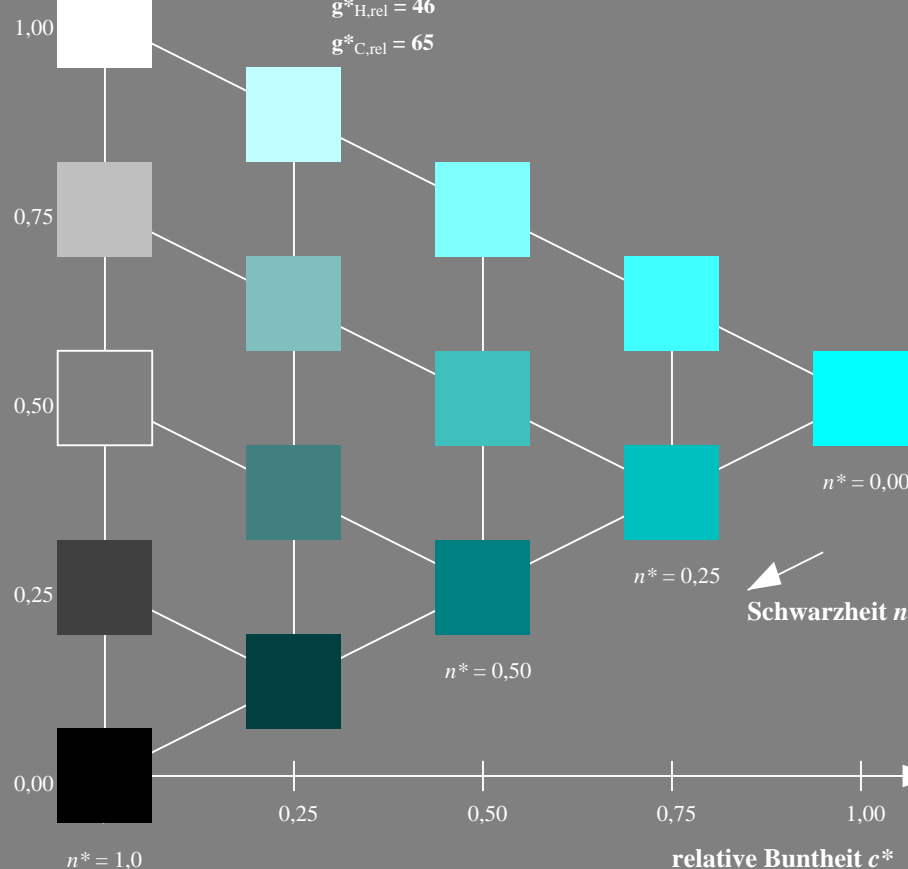 g*H,rel = 46
1,00
g*C,rel = 65
0,75
0,50
n* = 0,00
n* = 0,25
0,25
Schwarzheit n
n* = 0,50
0,00
0,25
0,50
0,75
1,00
n* = 1,0
relative Buntheit c*